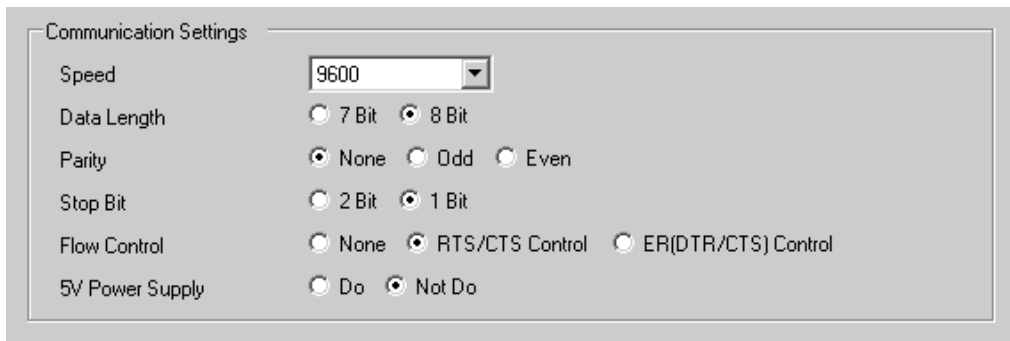 Communication Settings
Speed 9600
Data Length 7 Bit 8 Bit
Parity None Odd Even
Stop Bit 2 Bit 1 Bit
Flow Control None RTS/CTS Control ER(DTR/CTS) Control
5V Power Supply Do Not Do